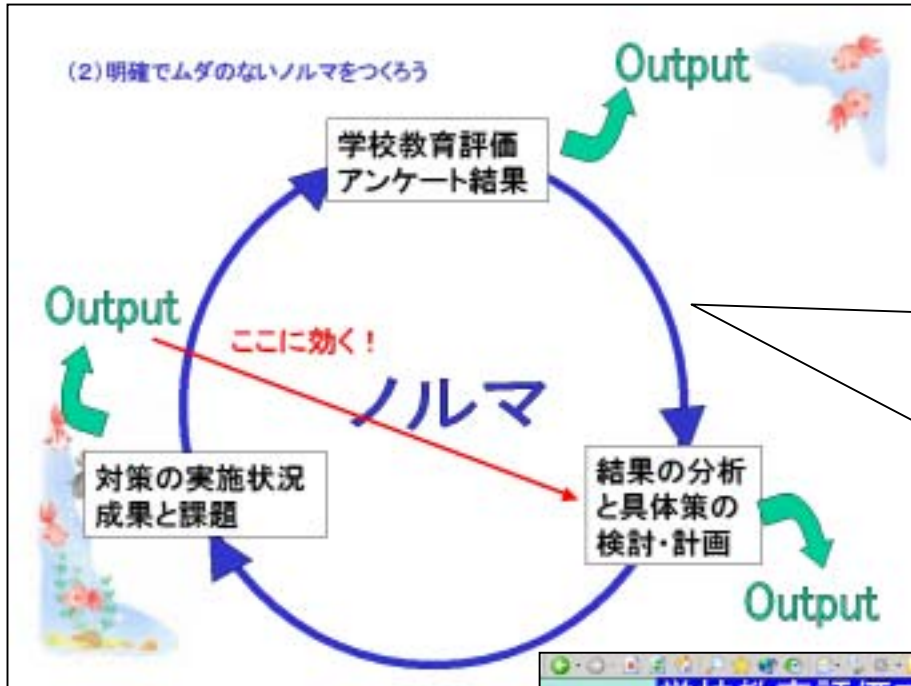 (2)明確でムダのないノルマをつくろう
Output
学校教育評価
アンケート結果
Output
ここに効く!
ノルマ
対策の実施状況
成果と課題
結果の分析
と具体策の
検討・計画
Output